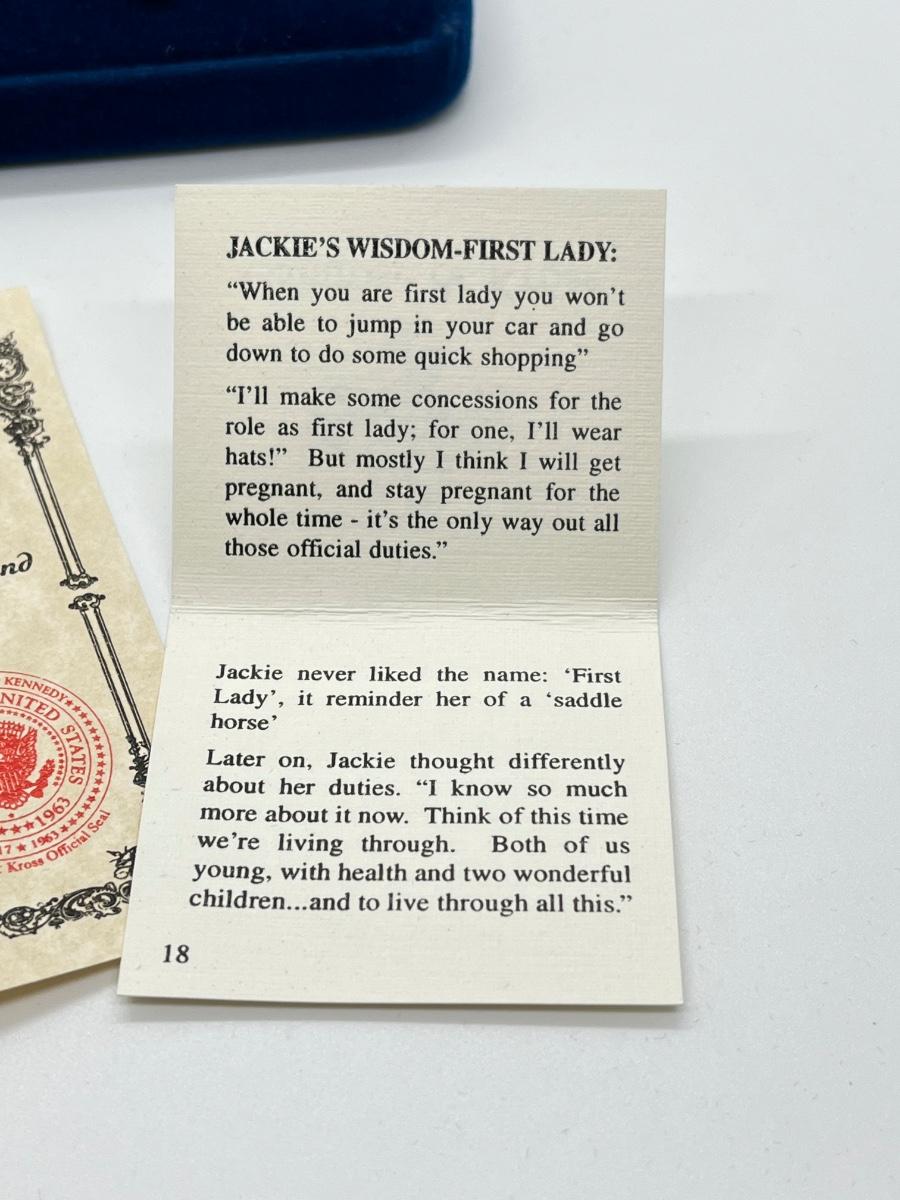 JACKIE’S WISDOM-FIRST LADY:
“When you are first lady you won’t
be able to jump in your car and go
down to do some quick shopping”
“I’ll make some concessions for the
role as first lady; for one, I’ll wear
hats!” But mostly I think I will get
pregnant, and stay pregnant for the
whole time - it’s the only way out all
those official duties.”
Jackie never liked the name: ‘First
Lady’, it reminder her of a ‘saddle
horse’
Later on, Jackie thought differently
about her duties. “I know so much
more about it now. Think of this time
we’re living through. Both of us
young, with health and two wonderful
children...and to live through all this.”
18
nd
KENNEDY
NITED STATES
1963
17 ★ 1963
Kross Official Seal